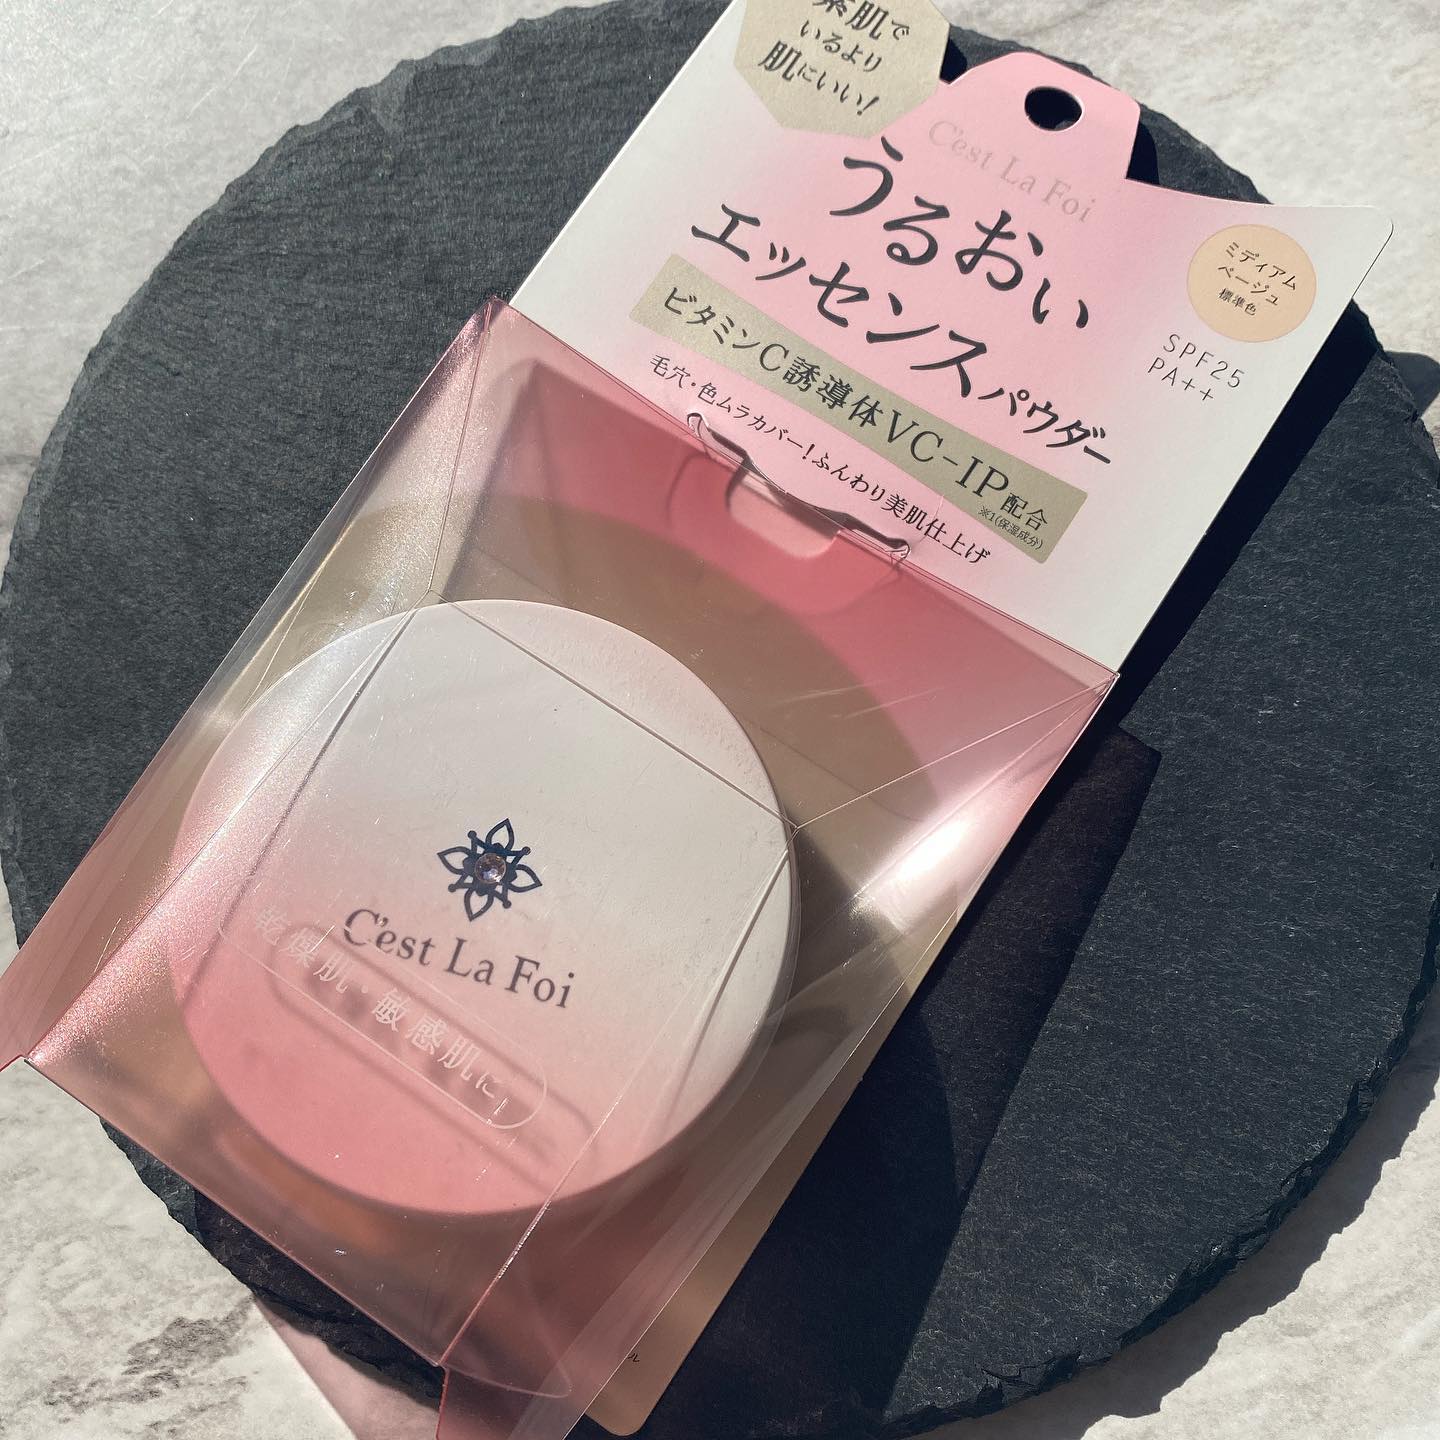 素肌で
いるより
肌にいい!
C'est La Foi
うるおい
エッセンスパウダー
ミディアム
ベージュ
標準色
SPF25
PA++
ビタミンC誘導体VC-IP配合
※1(保湿成分)
毛穴・色ムラカバー!ふんわり美肌仕上げ
C'est La Foi
乾燥肌・敏感肌に!